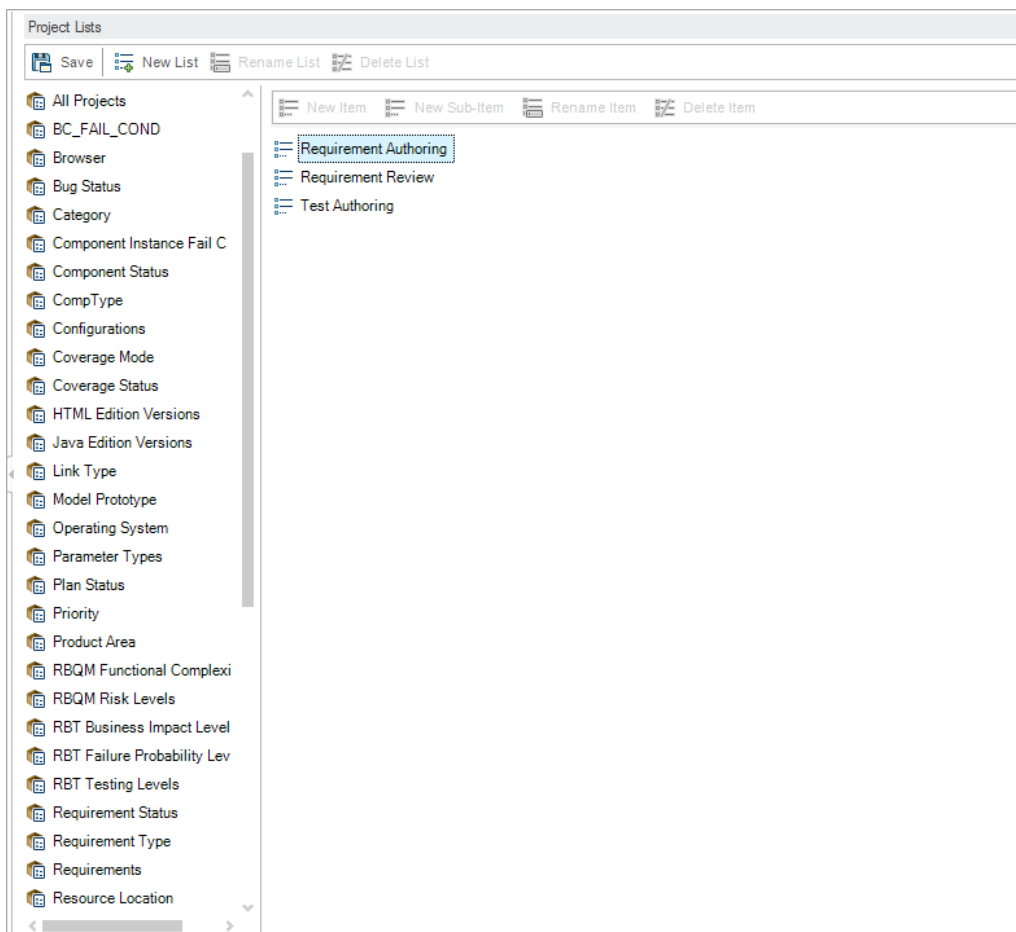 Project Lists
Save New List Rename List Delete List
All Projects
BC_FAIL_COND
Browser
Bug Status
Category
Component Instance Fail C
Component Status
CompType
Configurations
Coverage Mode
Coverage Status
HTML Edition Versions
Java Edition Versions
Link Type
Model Prototype
Operating System
Parameter Types
Plan Status
Priority
Product Area
RBQM Functional Complexi
RBQM Risk Levels
RBT Business Impact Level
RBT Failure Probability Lev
RBT Testing Levels
Requirement Status
Requirement Type
Requirements
Resource Location
New Item New Sub-Item Rename Item Delete Item
Requirement Authoring
Requirement Review
Test Authoring